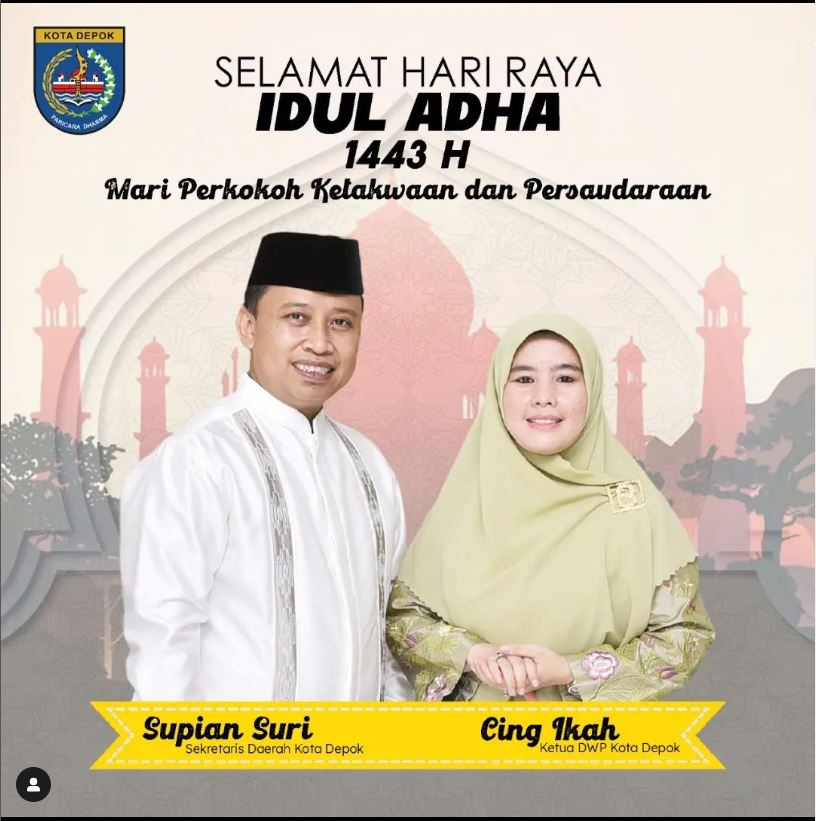 KOTA DEPOK
PARICARA DHARMA
SELAMAT HARI RAYA
IDUL ADHA
1443 H
Mari Perkokoh Ketakwaan dan Persaudaraan
Supian Suri
Sekretaris Daerah Kota Depok
Cing Ikah
Ketua DWP Kota Depok